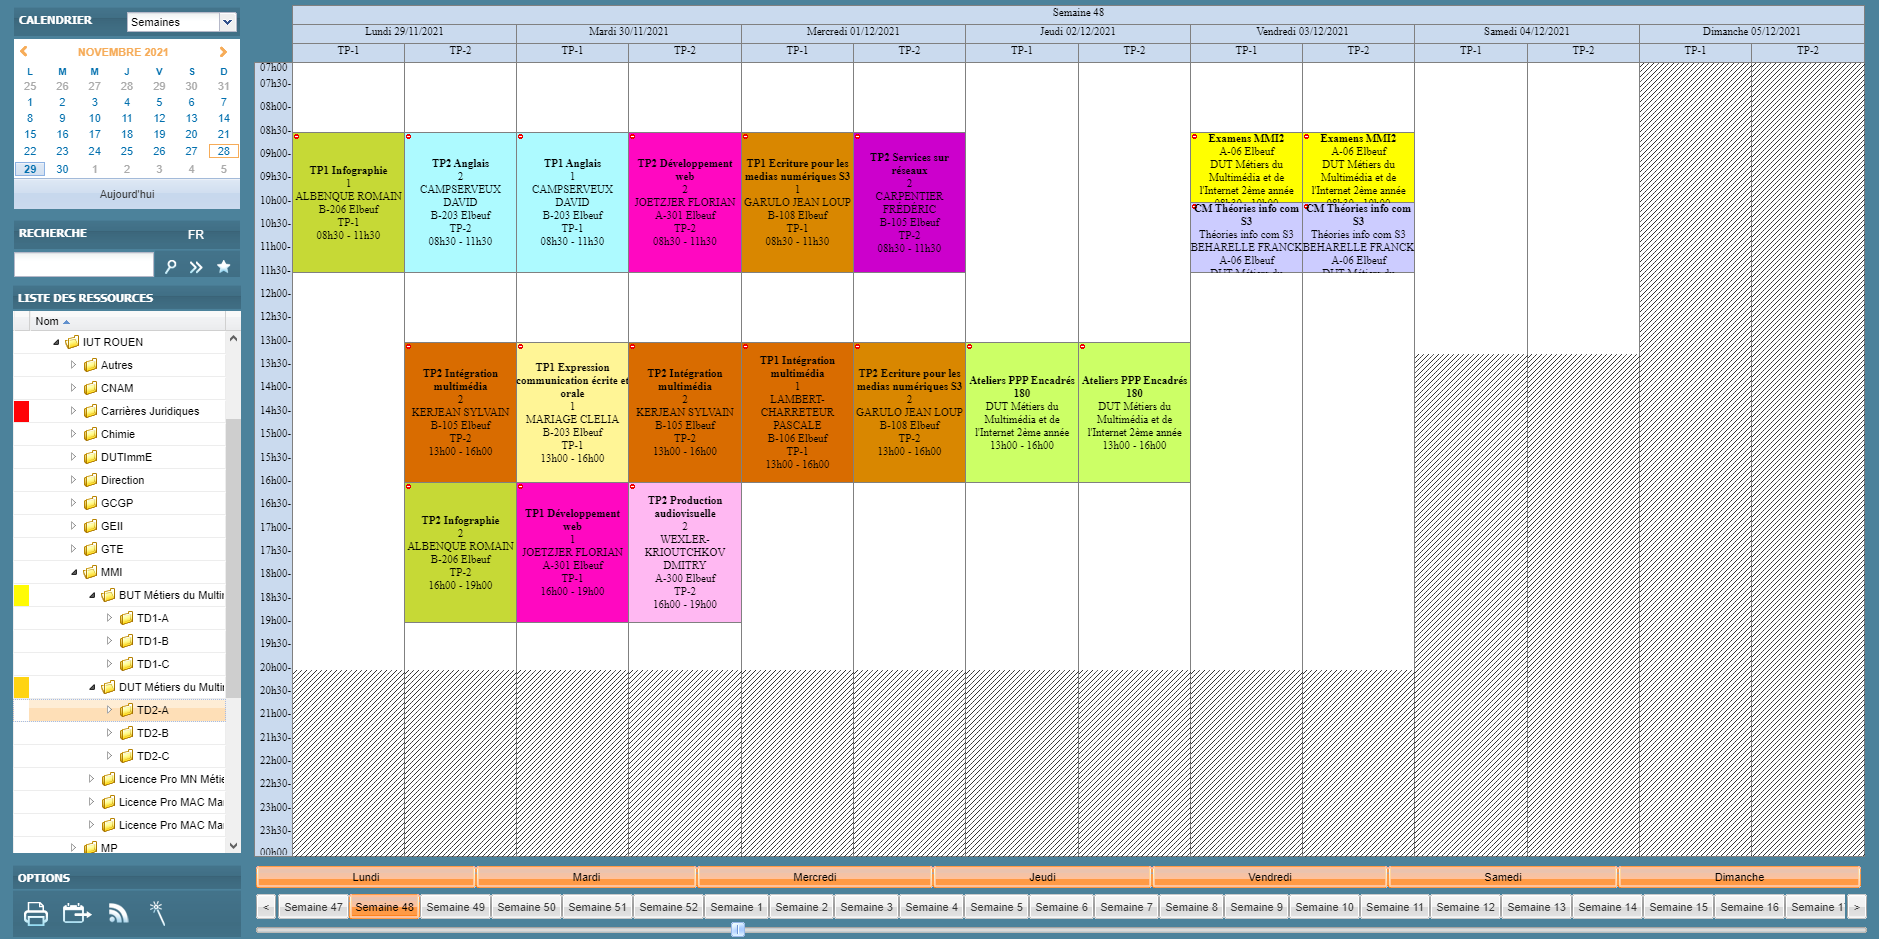 CALENDRIER
Semaines
NOVEMBRE 2021
L M M J V S D
25 26 27 28 29 30 31
1 2 3 4 5 6 7
8 9 10 11 12 13 14
15 16 17 18 19 20 21
22 23 24 25 26 27 28
29 30 1 2 3 4 5
Aujourd'hui
RECHERCHE FR
LISTE DES RESSOURCES
Nom
IUT ROUEN
Autres
CNAM
Carrières Juridiques
Chimie
DUTImmE
Direction
GCGP
GEII
GTE
MMI
BUT Métiers du Multir
TD1-A
TD1-B
TD1-C
DUT Métiers du Multir
TD2-A
TD2-B
TD2-C
Licence Pro MN Métie
Licence Pro MAC Ma
Licence Pro MAC Ma
MP
OPTIONS
Semaine 48
Lundi 29/11/2021 Mardi 30/11/2021 Mercredi 01/12/2021 Jeudi 02/12/2021 Vendredi 03/12/2021 Samedi 04/12/2021 Dimanche 05/12/2021
TP-1 TP-2 TP-1 TP-2 TP-1 TP-2 TP-1 TP-2 TP-1 TP-2 TP-1 TP-2 TP-1 TP-2
07h00
07h30-
08h00-
08h30-
09h00-
09h30-
10h00-
10h30-
11h00-
11h30-
12h00-
12h30-
13h00-
13h30-
14h00-
14h30-
15h00-
15h30-
16h00-
16h30-
17h00-
17h30-
18h00-
18h30-
19h00-
19h30-
20h00-
20h30-
21h00-
21h30-
22h00-
22h30-
23h00-
23h30-
00h00
TP1 Infographie
1
ALBENQUE ROMAIN
B-206 Elbeuf
TP-1
08h30 - 11h30
TP2 Anglais
2
CAMPSERVEUX
DAVID
B-203 Elbeuf
TP-2
08h30 - 11h30
TP1 Anglais
1
CAMPSERVEUX
DAVID
B-203 Elbeuf
TP-1
08h30 - 11h30
TP2 Développement
web
2
JOETZJER FLORIAN
A-301 Elbeuf
TP-2
08h30 - 11h30
TP1 Ecriture pour les
medias numériques S3
1
GARULO JEAN LOUP
B-108 Elbeuf
TP-1
08h30 - 11h30
TP2 Services sur
réseaux
2
CARPENTIER
FRÉDÉRIC
B-105 Elbeuf
TP-2
08h30 - 11h30
Examens MMI2
A-06 Elbeuf
DUT Métiers du
Multimédia et de
l'Internet 2ème année
08h30 - 10h00
Examens MMI2
A-06 Elbeuf
DUT Métiers du
Multimédia et de
l'Internet 2ème année
08h30 - 10h00
CM Théories info com
S3
Théories info com S3
BEHARELLE FRANCK
A-06 Elbeuf
DUT Métiers du
CM Théories info com
S3
Théories info com S3
BEHARELLE FRANCK
A-06 Elbeuf
DUT Métiers du
TP2 Intégration
multimédia
2
KERJEAN SYLVAIN
B-105 Elbeuf
TP-2
13h00 - 16h00
TP1 Expression
communication écrite et
orale
1
MARIAGE CLELIA
B-203 Elbeuf
TP-1
13h00 - 16h00
TP2 Intégration
multimédia
2
KERJEAN SYLVAIN
B-105 Elbeuf
TP-2
13h00 - 16h00
TP1 Intégration
multimédia
1
LAMBERT-
CHARRETEUR
PASCALE
B-106 Elbeuf
TP-1
13h00 - 16h00
TP2 Ecriture pour les
medias numériques S3
2
GARULO JEAN LOUP
B-108 Elbeuf
TP-2
13h00 - 16h00
Ateliers PPP Encadrés
180
DUT Métiers du
Multimédia et de
l'Internet 2ème année
13h00 - 16h00
Ateliers PPP Encadrés
180
DUT Métiers du
Multimédia et de
l'Internet 2ème année
13h00 - 16h00
TP2 Infographie
2
ALBENQUE ROMAIN
B-206 Elbeuf
TP-2
16h00 - 19h00
TP1 Développement
web
1
JOETZJER FLORIAN
A-301 Elbeuf
TP-1
16h00 - 19h00
TP2 Production
audiovisuelle
2
WEXLER-
KRIOUTCHKOV
DMITRY
A-300 Elbeuf
TP-2
16h00 - 19h00
Lundi Mardi Mercredi Jeudi Vendredi Samedi Dimanche
< Semaine 47 Semaine 48 Semaine 49 Semaine 50 Semaine 51 Semaine 52 Semaine 1 Semaine 2 Semaine 3 Semaine 4 Semaine 5 Semaine 6 Semaine 7 Semaine 8 Semaine 9 Semaine 10 Semaine 11 Semaine 12 Semaine 13 Semaine 14 Semaine 15 Semaine 16 Semaine 1 >